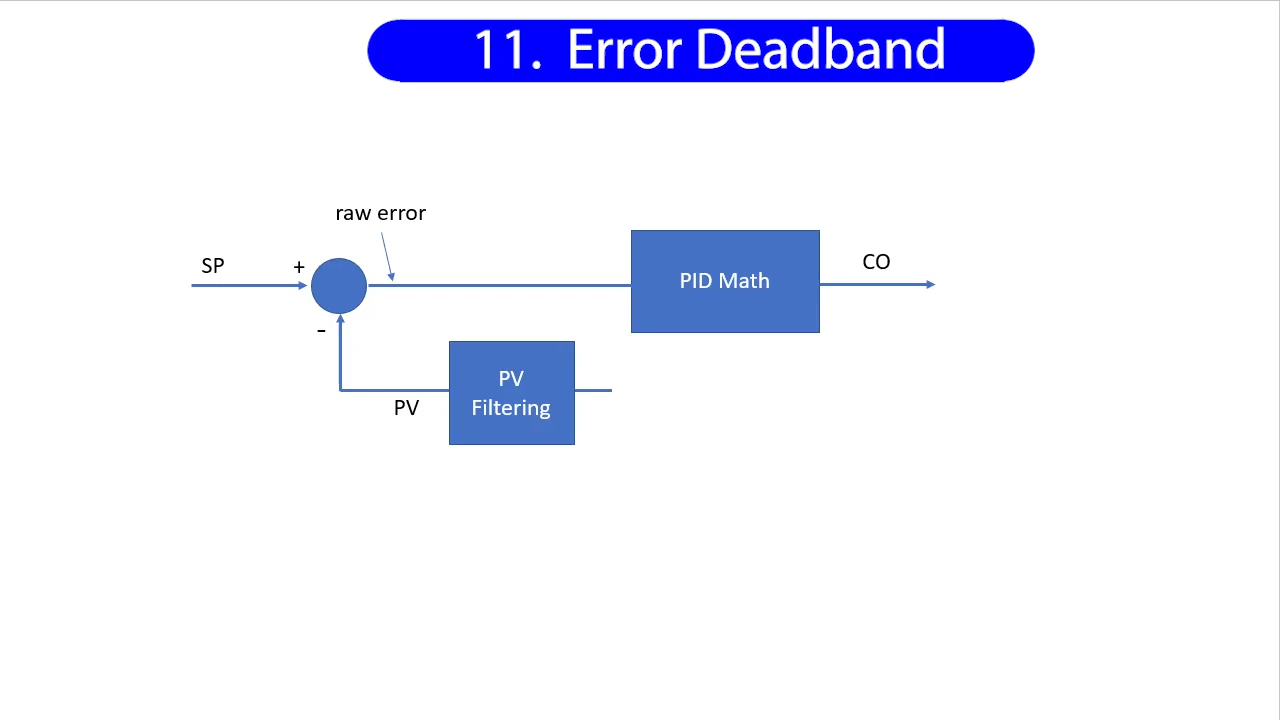 11. Error Deadband
raw error
SP
+
-
PID Math
CO
PV
Filtering
PV